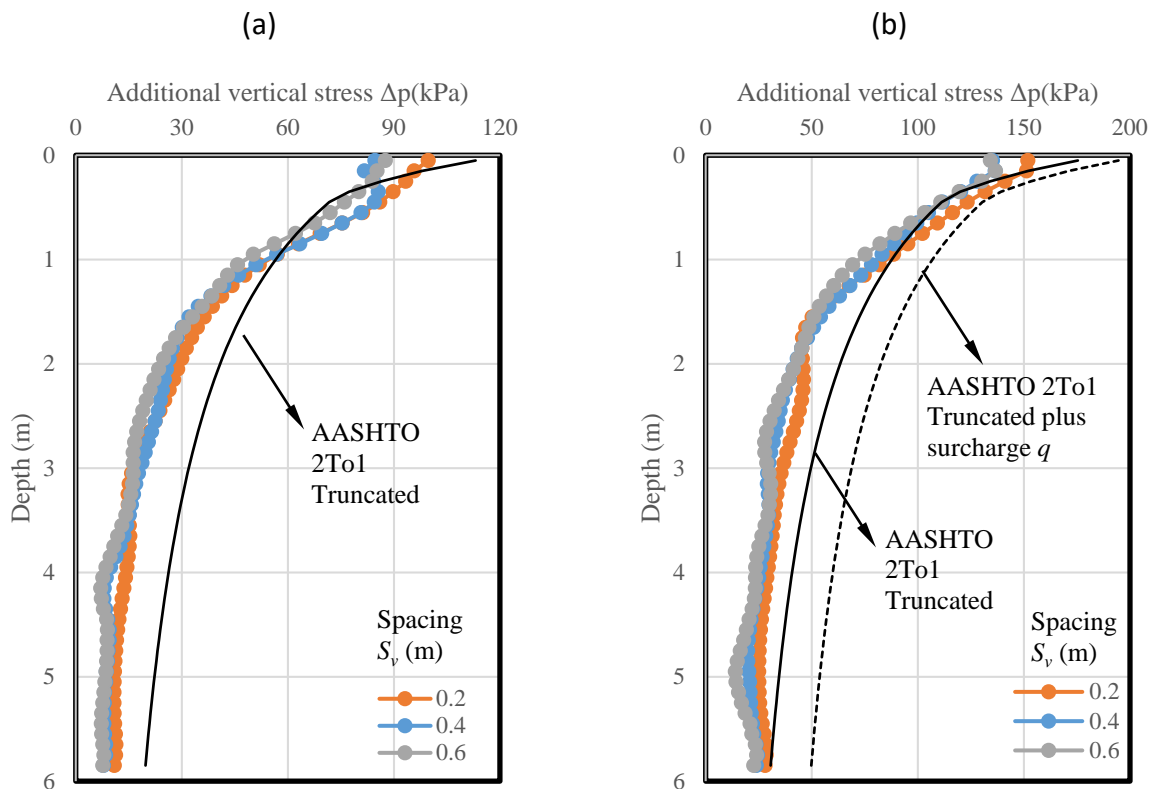 (a)
Additional vertical stress Δp(kPa)
0 30 60 90 120
0
1
2
3
4
5
6
Depth (m)
AASHTO
2To1
Truncated
Spacing
Sᵥ (m)
0.2
0.4
0.6
(b)
Additional vertical stress Δp(kPa)
0 50 100 150 200
0
1
2
3
4
5
6
Depth (m)
AASHTO 2To1
Truncated plus
surcharge q
AASHTO
2To1
Truncated
Spacing
Sᵥ (m)
0.2
0.4
0.6